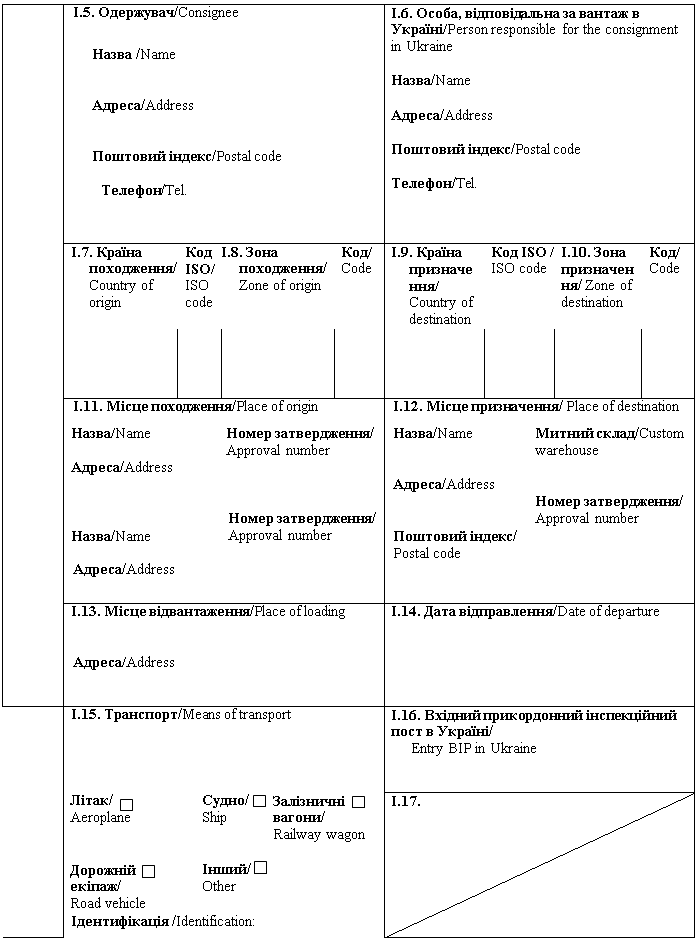 I.5. Одержувач/Consignee
Назва /Name
Адреса/Address
Поштовий індекс/Postal code
Телефон/Tel.
I.6. Особа, відповідальна за вантаж в
Україні/Person responsible for the consignment
in Ukraine
Назва/Name
Адреса/Address
Поштовий індекс/Postal code
Телефон/Tel.
I.7. Країна
походження/
Country of
origin
Код
ISO/
ISO
code
I.8. Зона
походження/
Zone of origin
Код/
Code
I.9. Країна
призначе
ння/
Country of
destination
Код ISO /
ISO code
I.10. Зона
призначен
ня/ Zone of
destination
Код/
Code
I.11. Місце походження/Place of origin
Назва/Name
Номер затвердження/
Approval number
Адреса/Address
Номер затвердження/
Назва/Name
Approval number
Адреса/Address
I.12. Місце призначення/ Place of destination
Назва/Name
Митний склад/Custom
warehouse
Адреса/Address
Номер затвердження/
Approval number
Поштовий індекс/
Postal code
I.13. Місце відвантаження/Place of loading
Адреса/Address
I.14. Дата відправлення/Date of departure
I.15. Транспорт/Means of transport
Літак/
Aeroplane
Судно/
Ship
Залізничні
вагони/
Railway wagon
Дорожній
екіпаж/
Road vehicle
Інший/
Other
Ідентифікація /Identification:
I.16. Вхідний прикордонний інспекційний
пост в Україні/
Entry BIP in Ukraine
I.17.